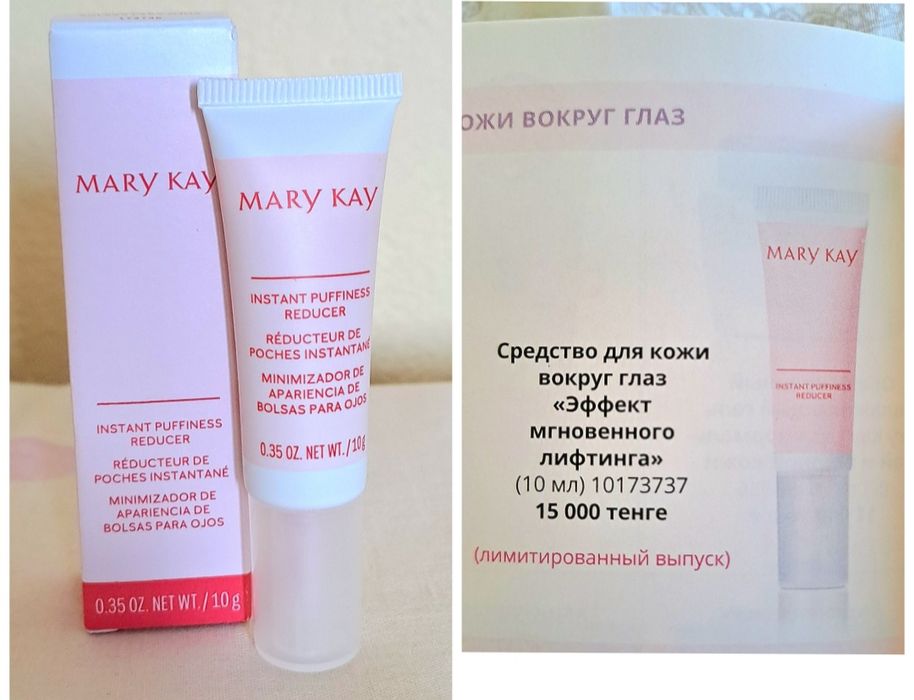 MARY KAY
INSTANT PUFFINESS
REDUCER
RÉDUCTEUR DE
POCHES INSTANTANÉ
MINIMIZADOR DE
APARIENCIA DE
BOLSAS PARA OJOS
0.35 OZ. NET WT. / 10 g
MARY KAY
INSTANT PUFFINESS
REDUCER
RÉDUCTEUR DE
POCHES INSTANTANÉ
MINIMIZADOR DE
APARIENCIA DE
BOLSAS PARA OJOS
0.35 OZ. NET WT. / 10 g
ОЖИ ВОКРУГ ГЛАЗ
MARY KAY
INSTANT PUFFINESS
REDUCER
Средство для кожи
вокруг глаз
«Эффект
мгновенного
лифтинга»
(10 мл) 10173737
15 000 тенге
(лимитированный выпуск)